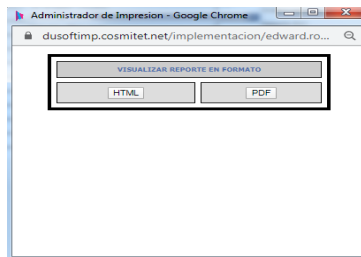 Administrador de Impresion - Google Chrome
dusoftimp.cosmitet.net/implementacion/edward.ro...
VISUALIZAR REPORTE EN FORMATO
HTML PDF